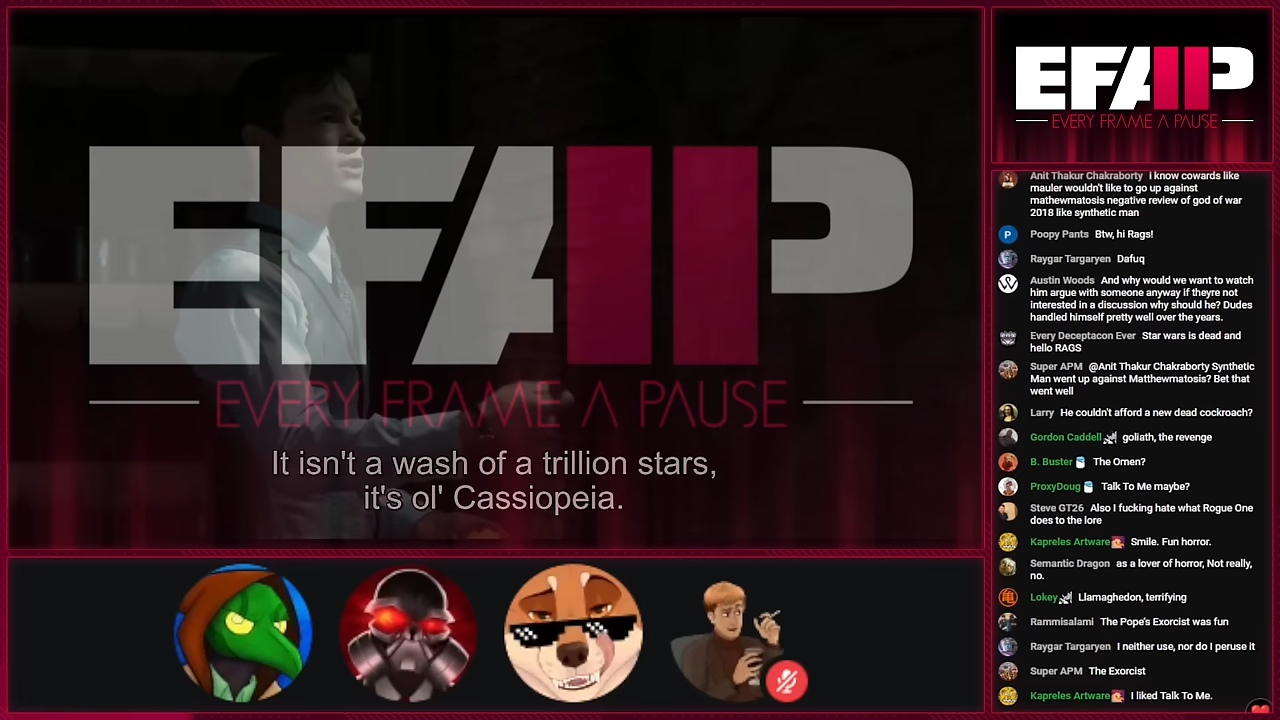 EFAP
EVERY FRAME A PAUSE
It isn't a wash of a trillion stars,
it's ol' Cassiopeia.
EFAP
EVERY FRAME A PAUSE
Anit Thakur Chakraborty i know cowards like
mauler wouldn't like to go up against
mathewmatosis negative review of god of war
2018 like synthetic man
P
Poopy Pants Btw, hi Rags!
Raygar Targaryen Dafuq
Austin Woods And why would we want to watch
him argue with someone anyway if theyre not
interested in a discussion why should he? Dudes
handled himself pretty well over the years.
Every Deceptacon Ever Star wars is dead and
hello RAGS
Super APM @Anit Thakur Chakraborty Synthetic
Man went up against Matthewmatosis? Bet that
went well
Larry He couldn't afford a new dead cockroach?
Gordon Caddell goliath, the revenge
B. Buster The Omen?
ProxyDoug Talk To Me maybe?
Steve GT26 Also I fucking hate what Rogue One
does to the lore
Kapreles Artware Smile. Fun horror.
Semantic Dragon as a lover of horror, Not really,
no.
Lokey Llamaghedon, terrifying
Rammisalami The Pope's Exorcist was fun
Raygar Targaryen I neither use, nor do I peruse it
Super APM The Exorcist
Kapreles Artware I liked Talk To Me.